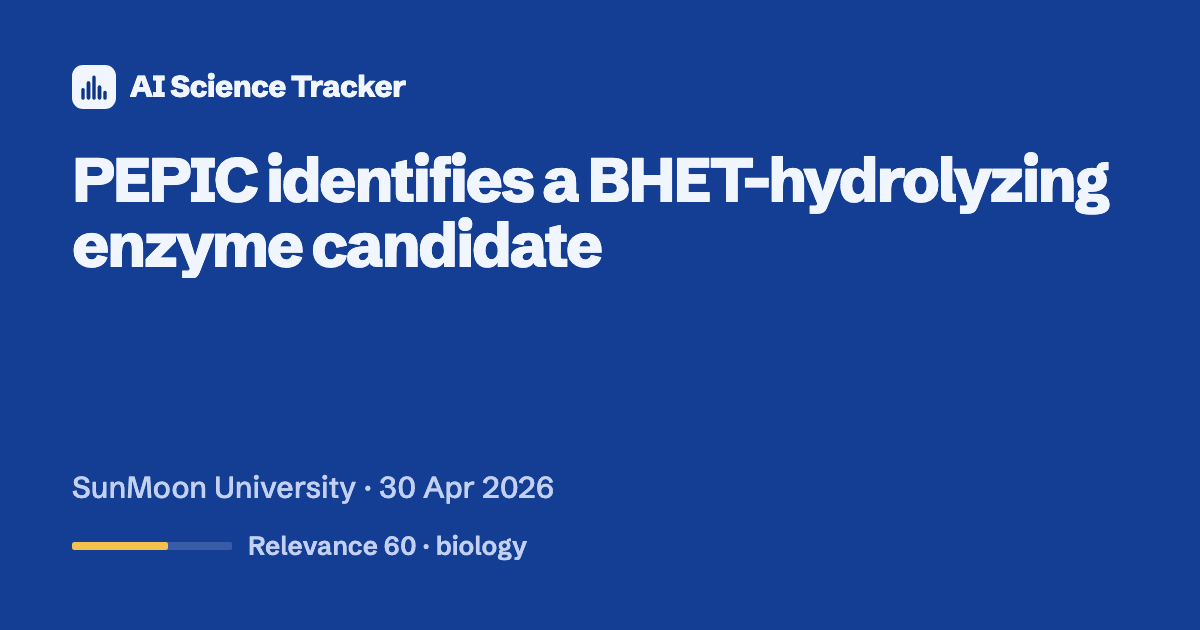 AI Science Tracker
PEPIC identifies a BHET-hydrolyzing
enzyme candidate
SunMoon University · 30 Apr 2026
Relevance 60 · biology